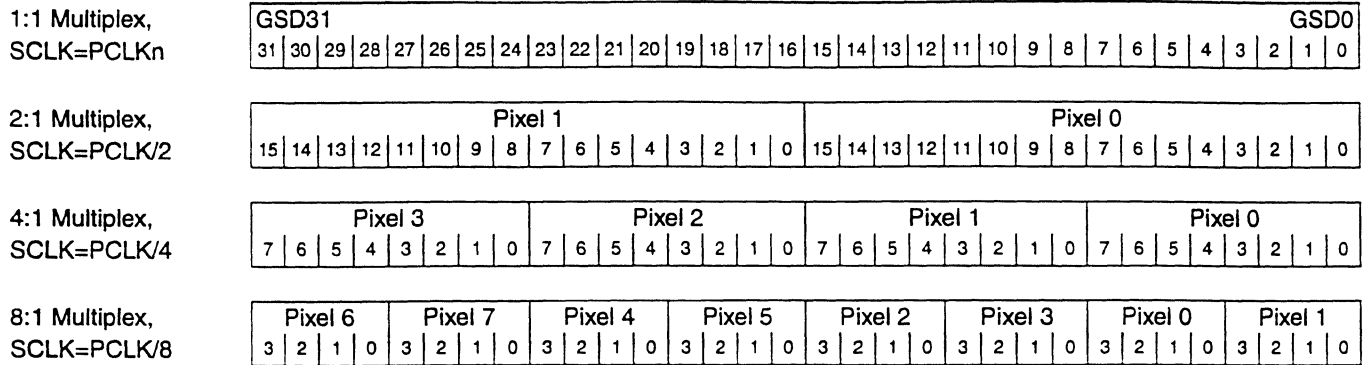 1:1 Multiplex,
GSD31 GSD0
SCLK=PCLKn
31 30 29 28 27 26 25 24 23 22 21 20 19 18 17 16 15 14 13 12 11 10 9 8 7 6 5 4 3 2 1 0
2:1 Multiplex,
Pixel 1 Pixel 0
SCLK=PCLK/2
15 14 13 12 11 10 9 8 7 6 5 4 3 2 1 0 15 14 13 12 11 10 9 8 7 6 5 4 3 2 1 0
4:1 Multiplex,
Pixel 3 Pixel 2 Pixel 1 Pixel 0
SCLK=PCLK/4
7 6 5 4 3 2 1 0 7 6 5 4 3 2 1 0 7 6 5 4 3 2 1 0 7 6 5 4 3 2 1 0
8:1 Multiplex,
Pixel 6 Pixel 7 Pixel 4 Pixel 5 Pixel 2 Pixel 3 Pixel 0 Pixel 1
SCLK=PCLK/8
3 2 1 0 3 2 1 0 3 2 1 0 3 2 1 0 3 2 1 0 3 2 1 0 3 2 1 0 3 2 1 0